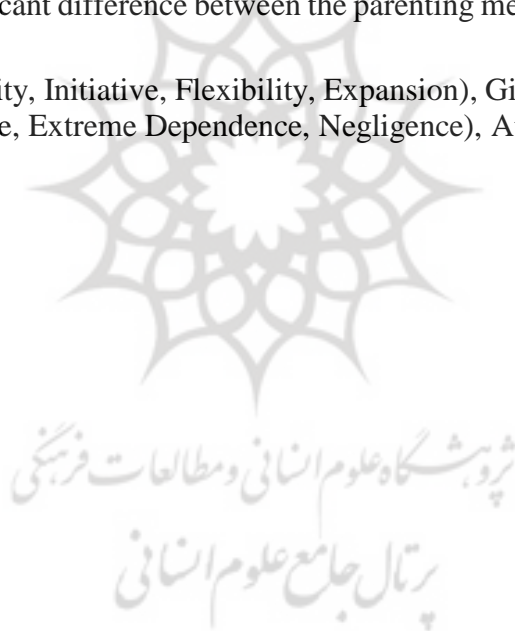 icant difference between the parenting me
ity, Initiative, Flexibility, Expansion), Gi
e, Extreme Dependence, Negligence), A
پژوهشگاه علوم انسانی و مطالعات فرهنگی
پرتال جامع علوم انسانی